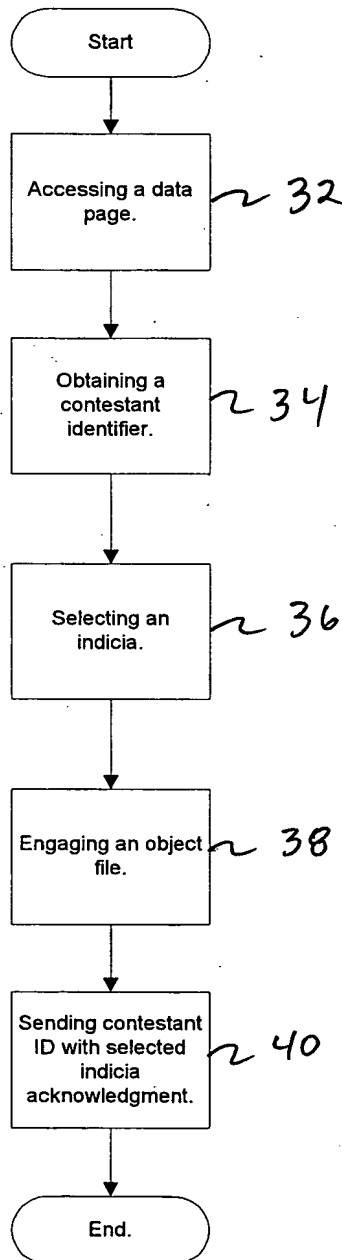 Start
Accessing a data
page.
32
Obtaining a
contestant
identifier.
34
Selecting an
indicia.
36
Engaging an object
file.
38
Sending contestant
ID with selected
indicia
acknowledgment.
40
End.